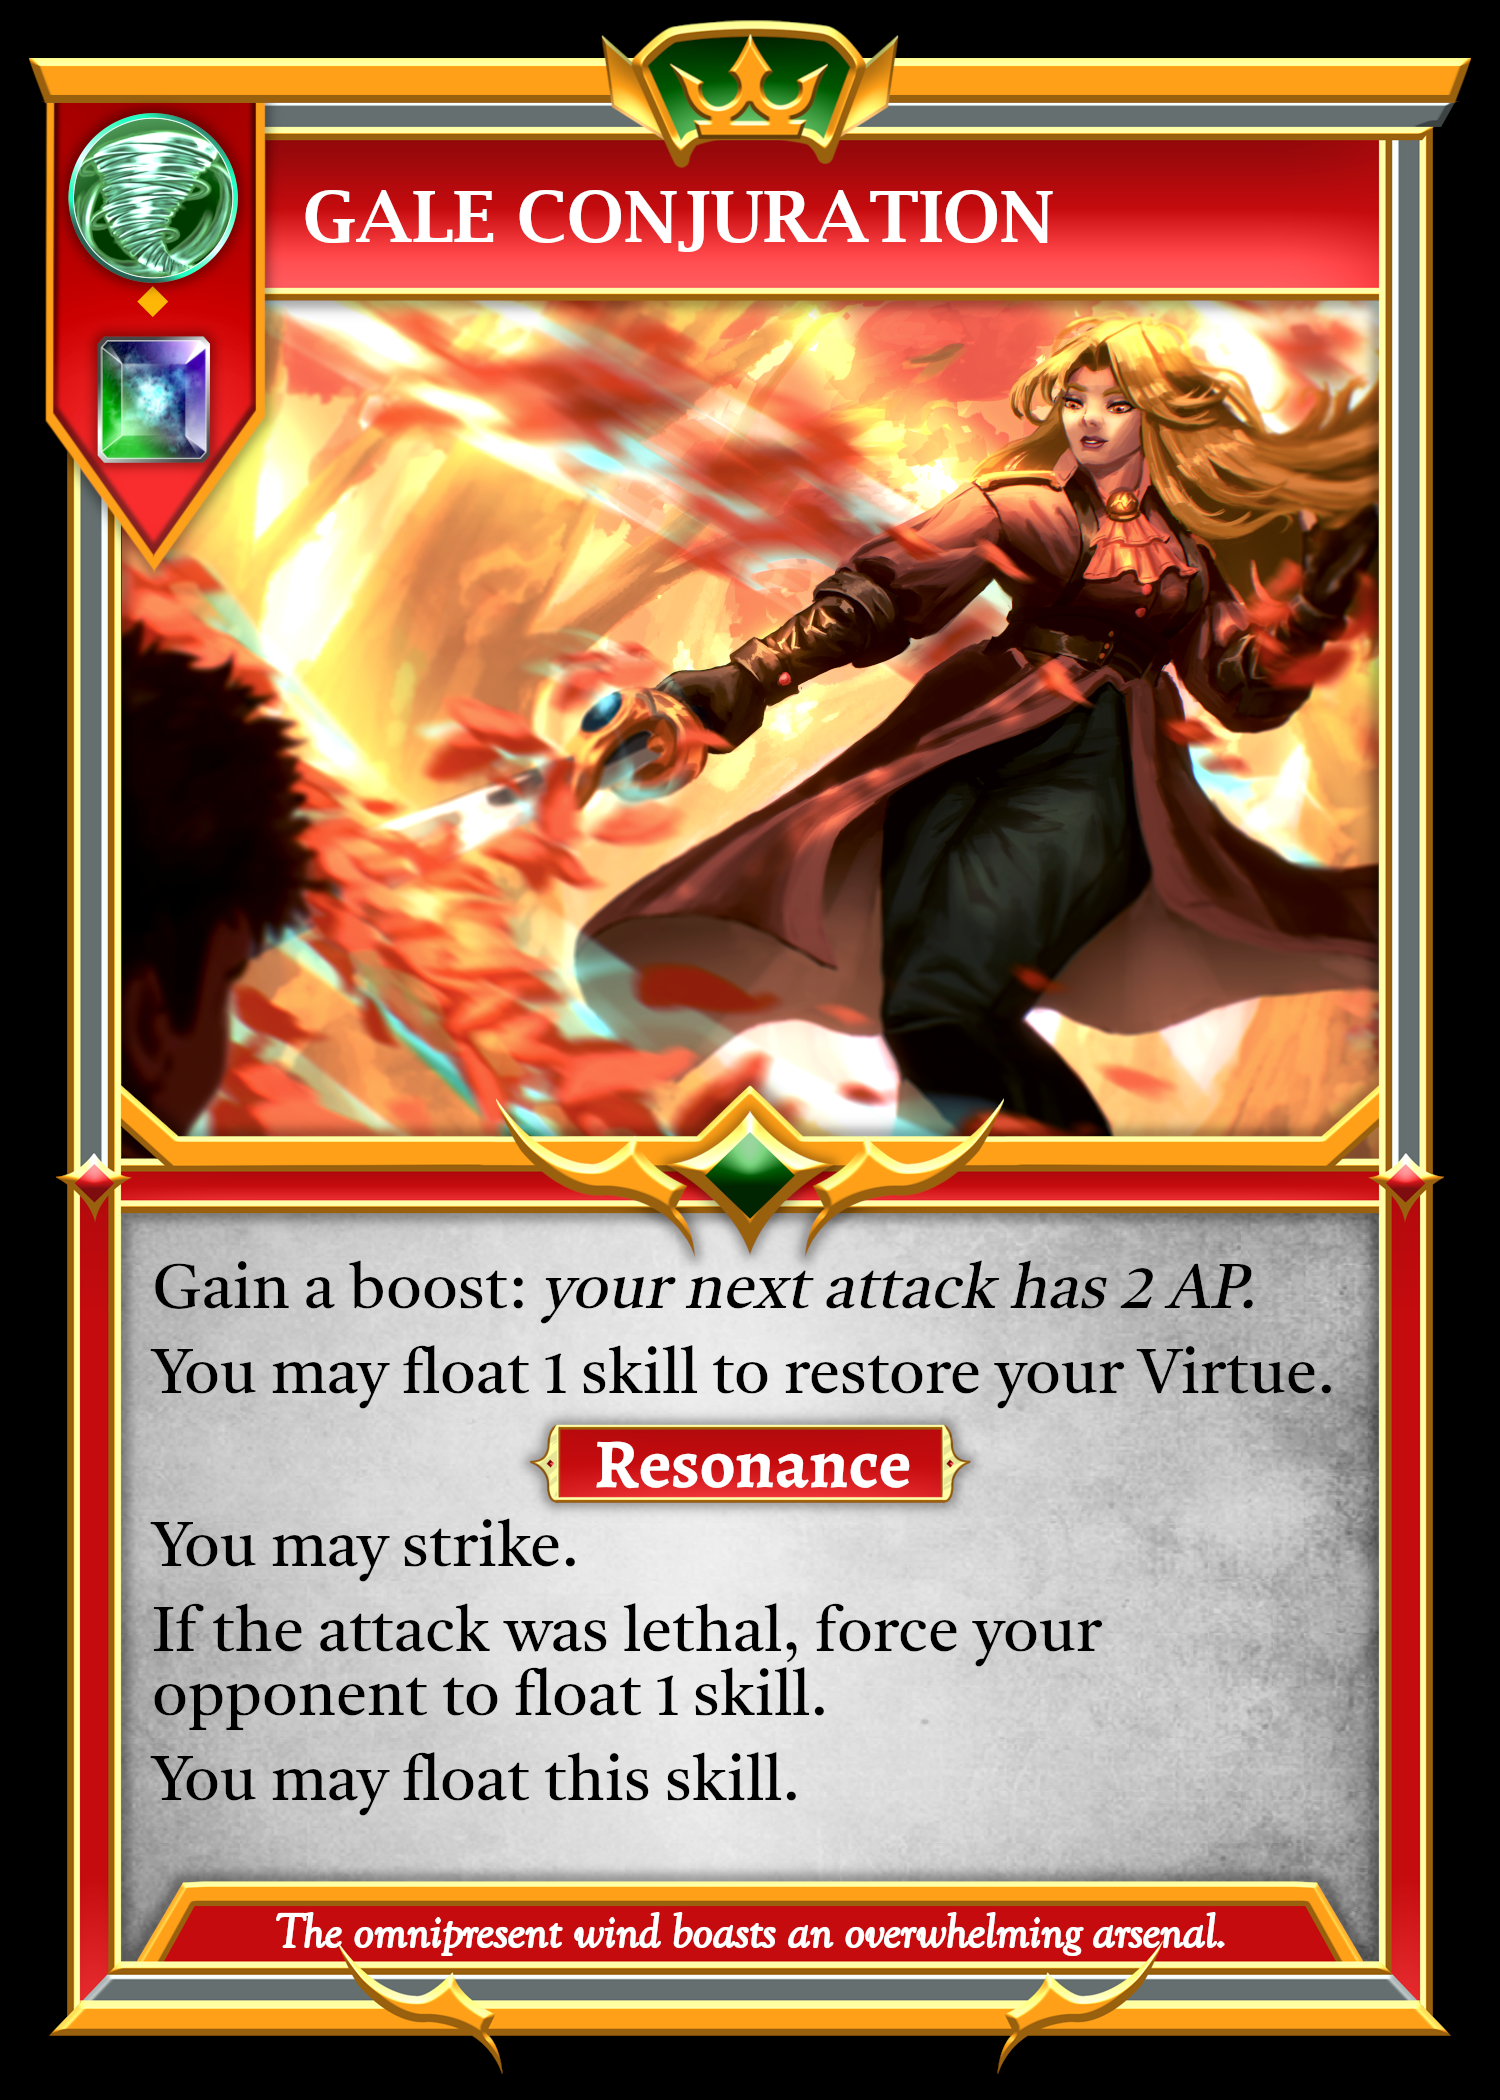 GALE CONJURATION
Gain a boost: your next attack has 2 AP.
You may float 1 skill to restore your Virtue.
Resonance
You may strike.
If the attack was lethal, force your
opponent to float 1 skill.
You may float this skill.
The omnipresent wind boasts an overwhelming arsenal.